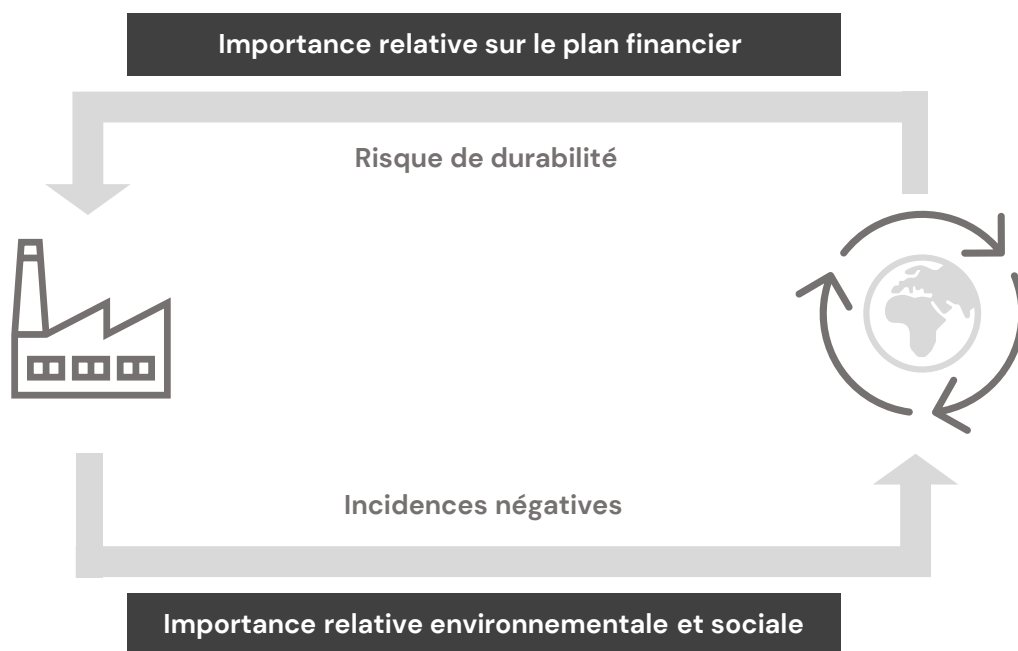 Importance relative sur le plan financier
Risque de durabilité
Incidences négatives
Importance relative environnementale et sociale